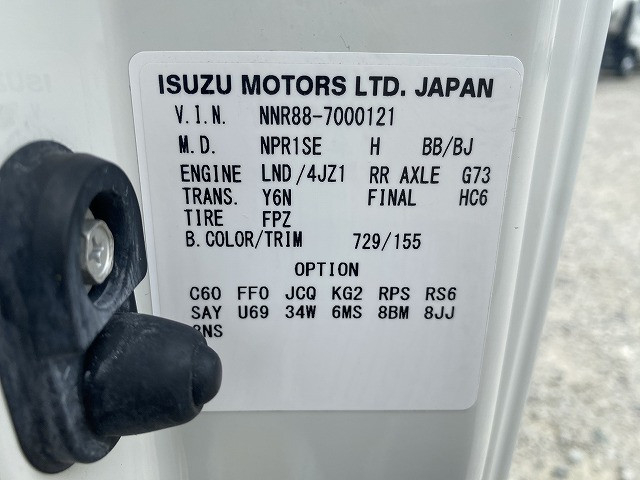 ISUZU MOTORS LTD. JAPAN
V.I.N. NNR88-7000121
M.D. NPR1SE H BB/BJ
ENGINE LND/4JZ1 RR AXLE G73
TRANS. Y6N FINAL HC6
TIRE FPZ
B.COLOR/TRIM 729/155
OPTION
C60 FF0 JCQ KG2 RPS RS6
SAY U69 34W 6MS 8BM 8JJ